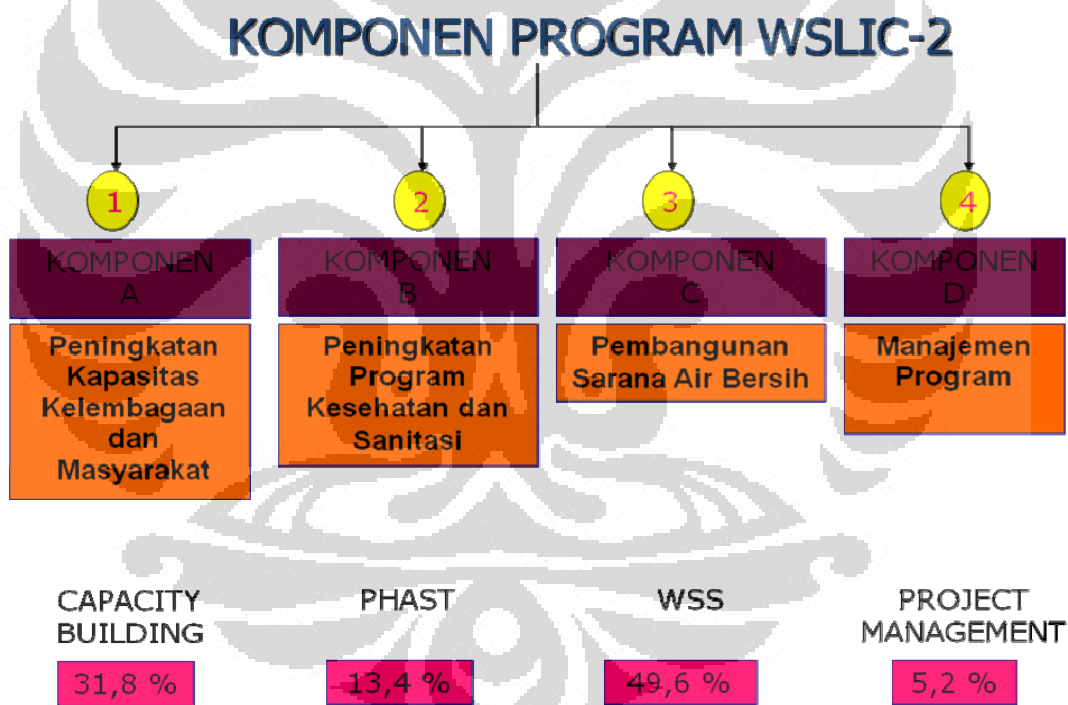 KOMPONEN PROGRAM WSLIC-2
1
2
3
4
KOMPONEN
A
KOMPONEN
B
KOMPONEN
C
KOMPONEN
D
Peningkatan
Kapasitas
Kelembagaan
dan
Masyarakat
Peningkatan
Program
Kesehatan dan
Sanitasi
Pembangunan
Sarana Air Bersih
Manajemen
Program
CAPACITY
BUILDING
PHAST
WSS
PROJECT
MANAGEMENT
31,8 %
13,4 %
49,6 %
5,2 %